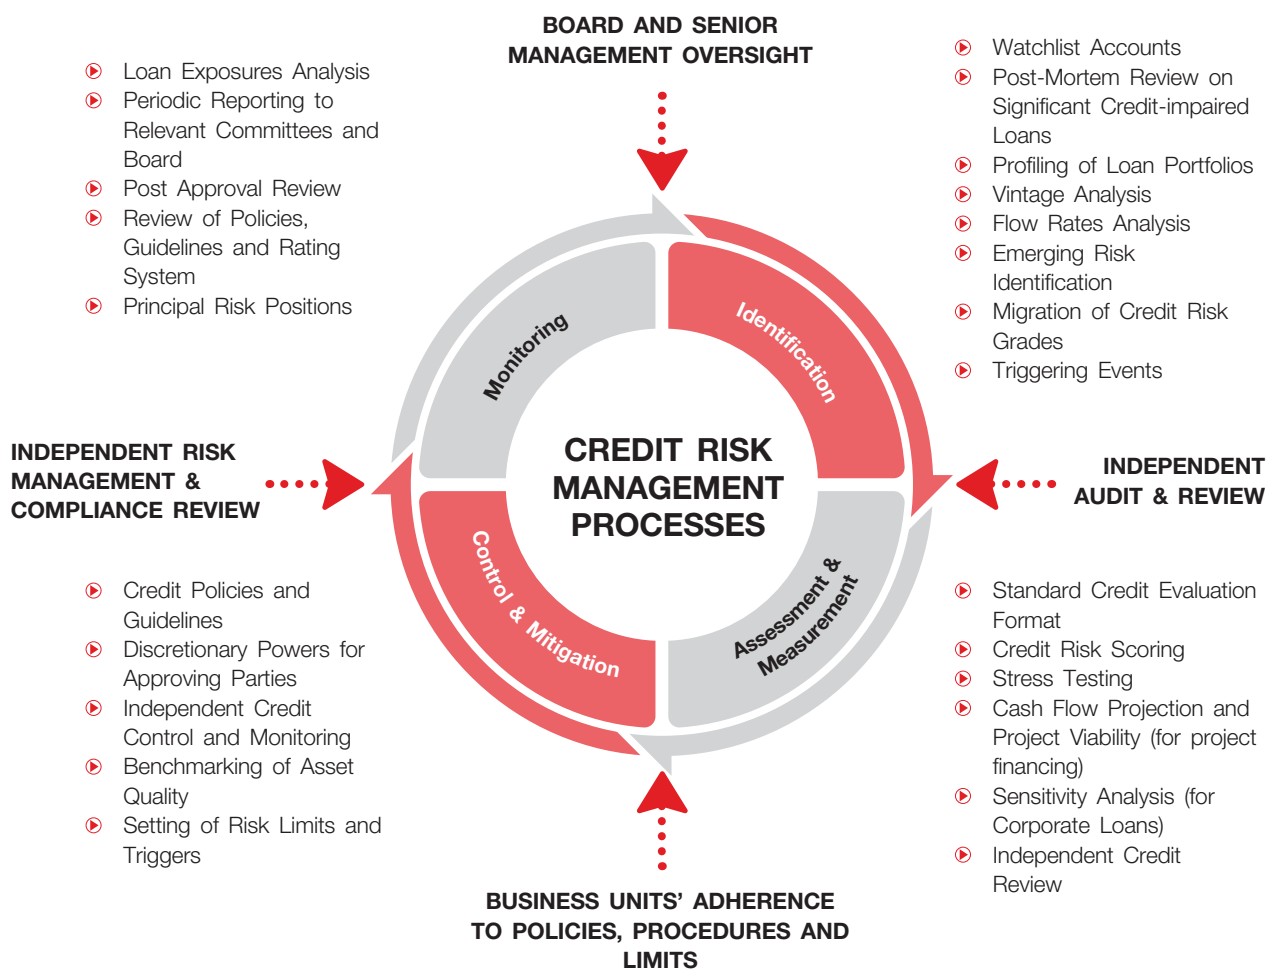 BOARD AND SENIOR
MANAGEMENT OVERSIGHT
Loan Exposures Analysis
Periodic Reporting to
Relevant Committees and
Board
Post Approval Review
Review of Policies,
Guidelines and Rating
System
Principal Risk Positions
Watchlist Accounts
Post-Mortem Review on
Significant Credit-impaired
Loans
Profiling of Loan Portfolios
Vintage Analysis
Flow Rates Analysis
Emerging Risk
Identification
Migration of Credit Risk
Grades
Triggering Events
Monitoring
Identification
INDEPENDENT RISK
MANAGEMENT &
COMPLIANCE REVIEW
CREDIT RISK
MANAGEMENT
PROCESSES
INDEPENDENT
AUDIT & REVIEW
Control & Mitigation
Assessment &
Measurement
Credit Policies and
Guidelines
Discretionary Powers for
Approving Parties
Independent Credit
Control and Monitoring
Benchmarking of Asset
Quality
Setting of Risk Limits and
Triggers
Standard Credit Evaluation
Format
Credit Risk Scoring
Stress Testing
Cash Flow Projection and
Project Viability (for project
financing)
Sensitivity Analysis (for
Corporate Loans)
Independent Credit
Review
BUSINESS UNITS’ ADHERENCE
TO POLICIES, PROCEDURES AND
LIMITS